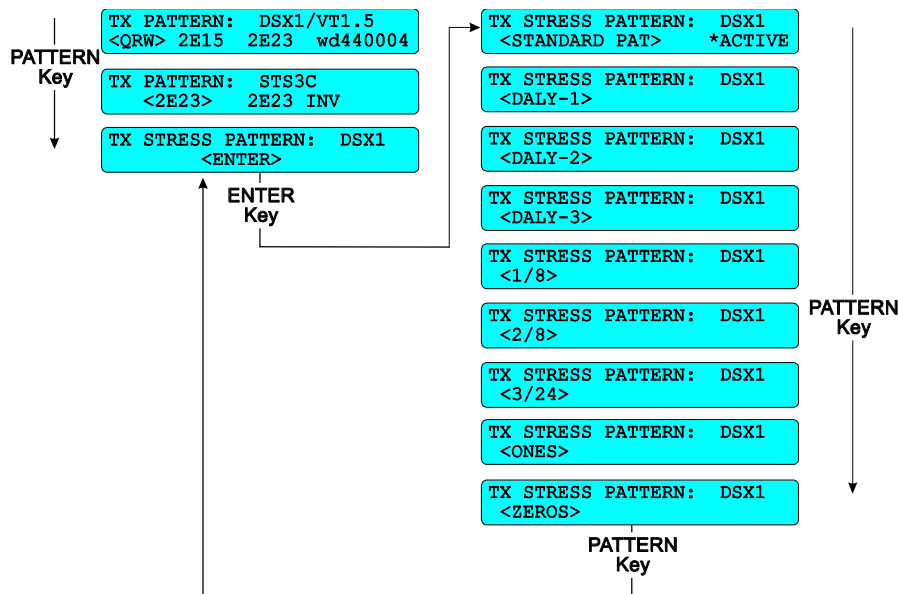 TX PATTERN: DSX1/VT1.5
<QRW> 2E15 2E23 wd440004
PATTERN
Key
TX PATTERN: STS3C
<2E23> 2E23 INV
TX STRESS PATTERN: DSX1
<ENTER>
ENTER
Key
TX STRESS PATTERN: DSX1
<STANDARD PAT> *ACTIVE
TX STRESS PATTERN: DSX1
<DALY-1>
TX STRESS PATTERN: DSX1
<DALY-2>
TX STRESS PATTERN: DSX1
<DALY-3>
TX STRESS PATTERN: DSX1
<1/8>
TX STRESS PATTERN: DSX1
<2/8>
TX STRESS PATTERN: DSX1
<3/24>
TX STRESS PATTERN: DSX1
<ONES>
TX STRESS PATTERN: DSX1
<ZEROS>
PATTERN
Key
PATTERN
Key